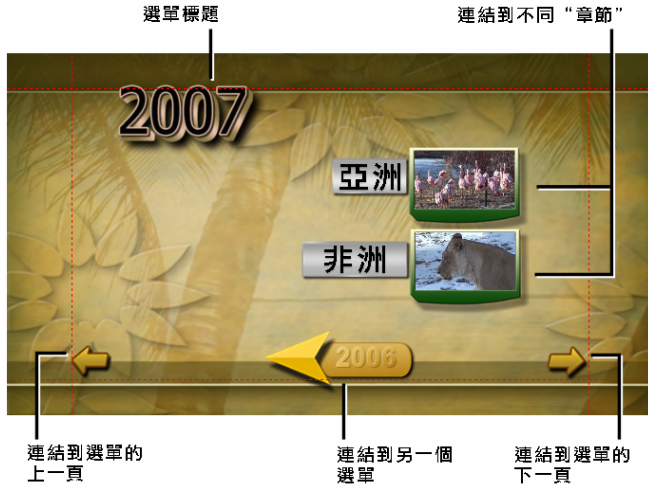 選單標題
連結到不同“章節”
2007
亞洲
非洲
2006
連結到選單的
上一頁
連結到另一個
選單
連結到選單的
下一頁